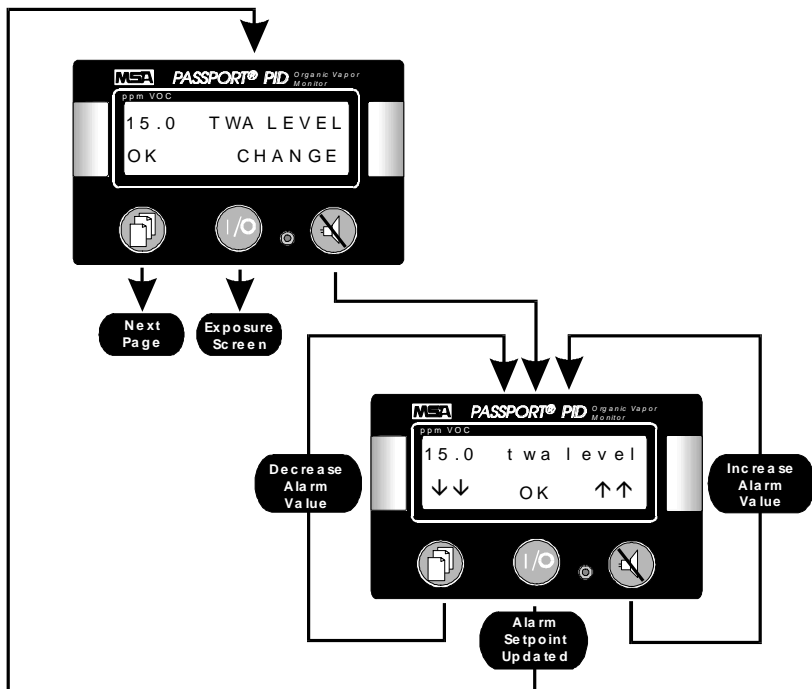 MSA PASSPORT® PID Organic Vapor Monitor
ppm VOC
15.0 TWA LEVEL
OK CHANGE
I/O
Next Page
Exposure Screen
MSA PASSPORT® PID Organic Vapor Monitor
ppm VOC
15.0 twa level
↓↓ OK ↑↑
I/O
Decrease Alarm Value
Increase Alarm Value
Alarm Setpoint Updated